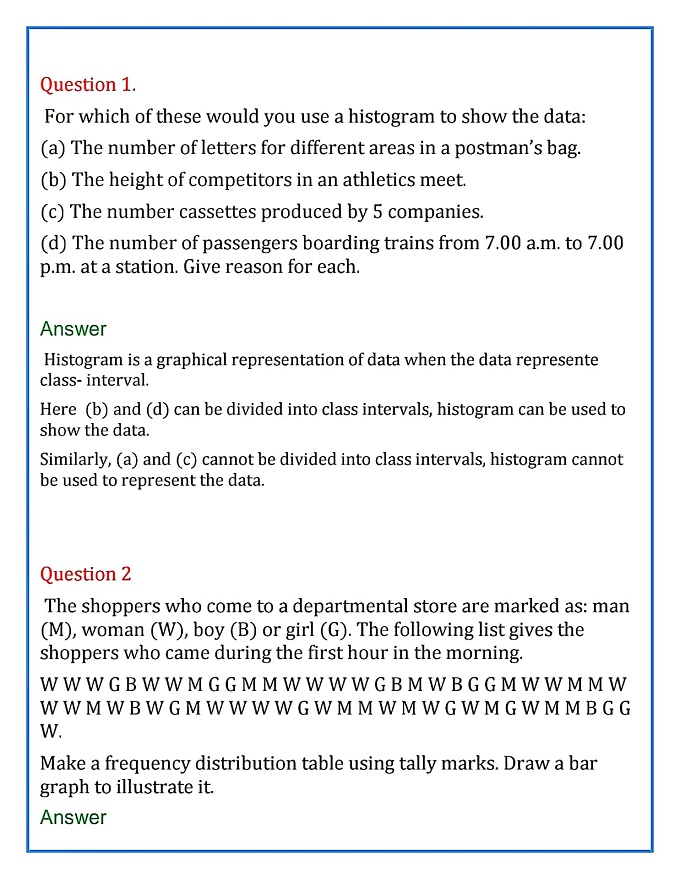 Question 1.
For which of these would you use a histogram to show the data:
(a) The number of letters for different areas in a postman’s bag.
(b) The height of competitors in an athletics meet.
(c) The number cassettes produced by 5 companies.
(d) The number of passengers boarding trains from 7.00 a.m. to 7.00
p.m. at a station. Give reason for each.
Answer
Histogram is a graphical representation of data when the data represente
class- interval.
Here (b) and (d) can be divided into class intervals, histogram can be used to
show the data.
Similarly, (a) and (c) cannot be divided into class intervals, histogram cannot
be used to represent the data.
Question 2
The shoppers who come to a departmental store are marked as: man
(M), woman (W), boy (B) or girl (G). The following list gives the
shoppers who came during the first hour in the morning.
W W W G B W W M G G M M W W W W G B M W B G G M W W M M W
W W M W B W G M W W W W G W M M W M W G W M G W M M B G G
W.
Make a frequency distribution table using tally marks. Draw a bar
graph to illustrate it.
Answer